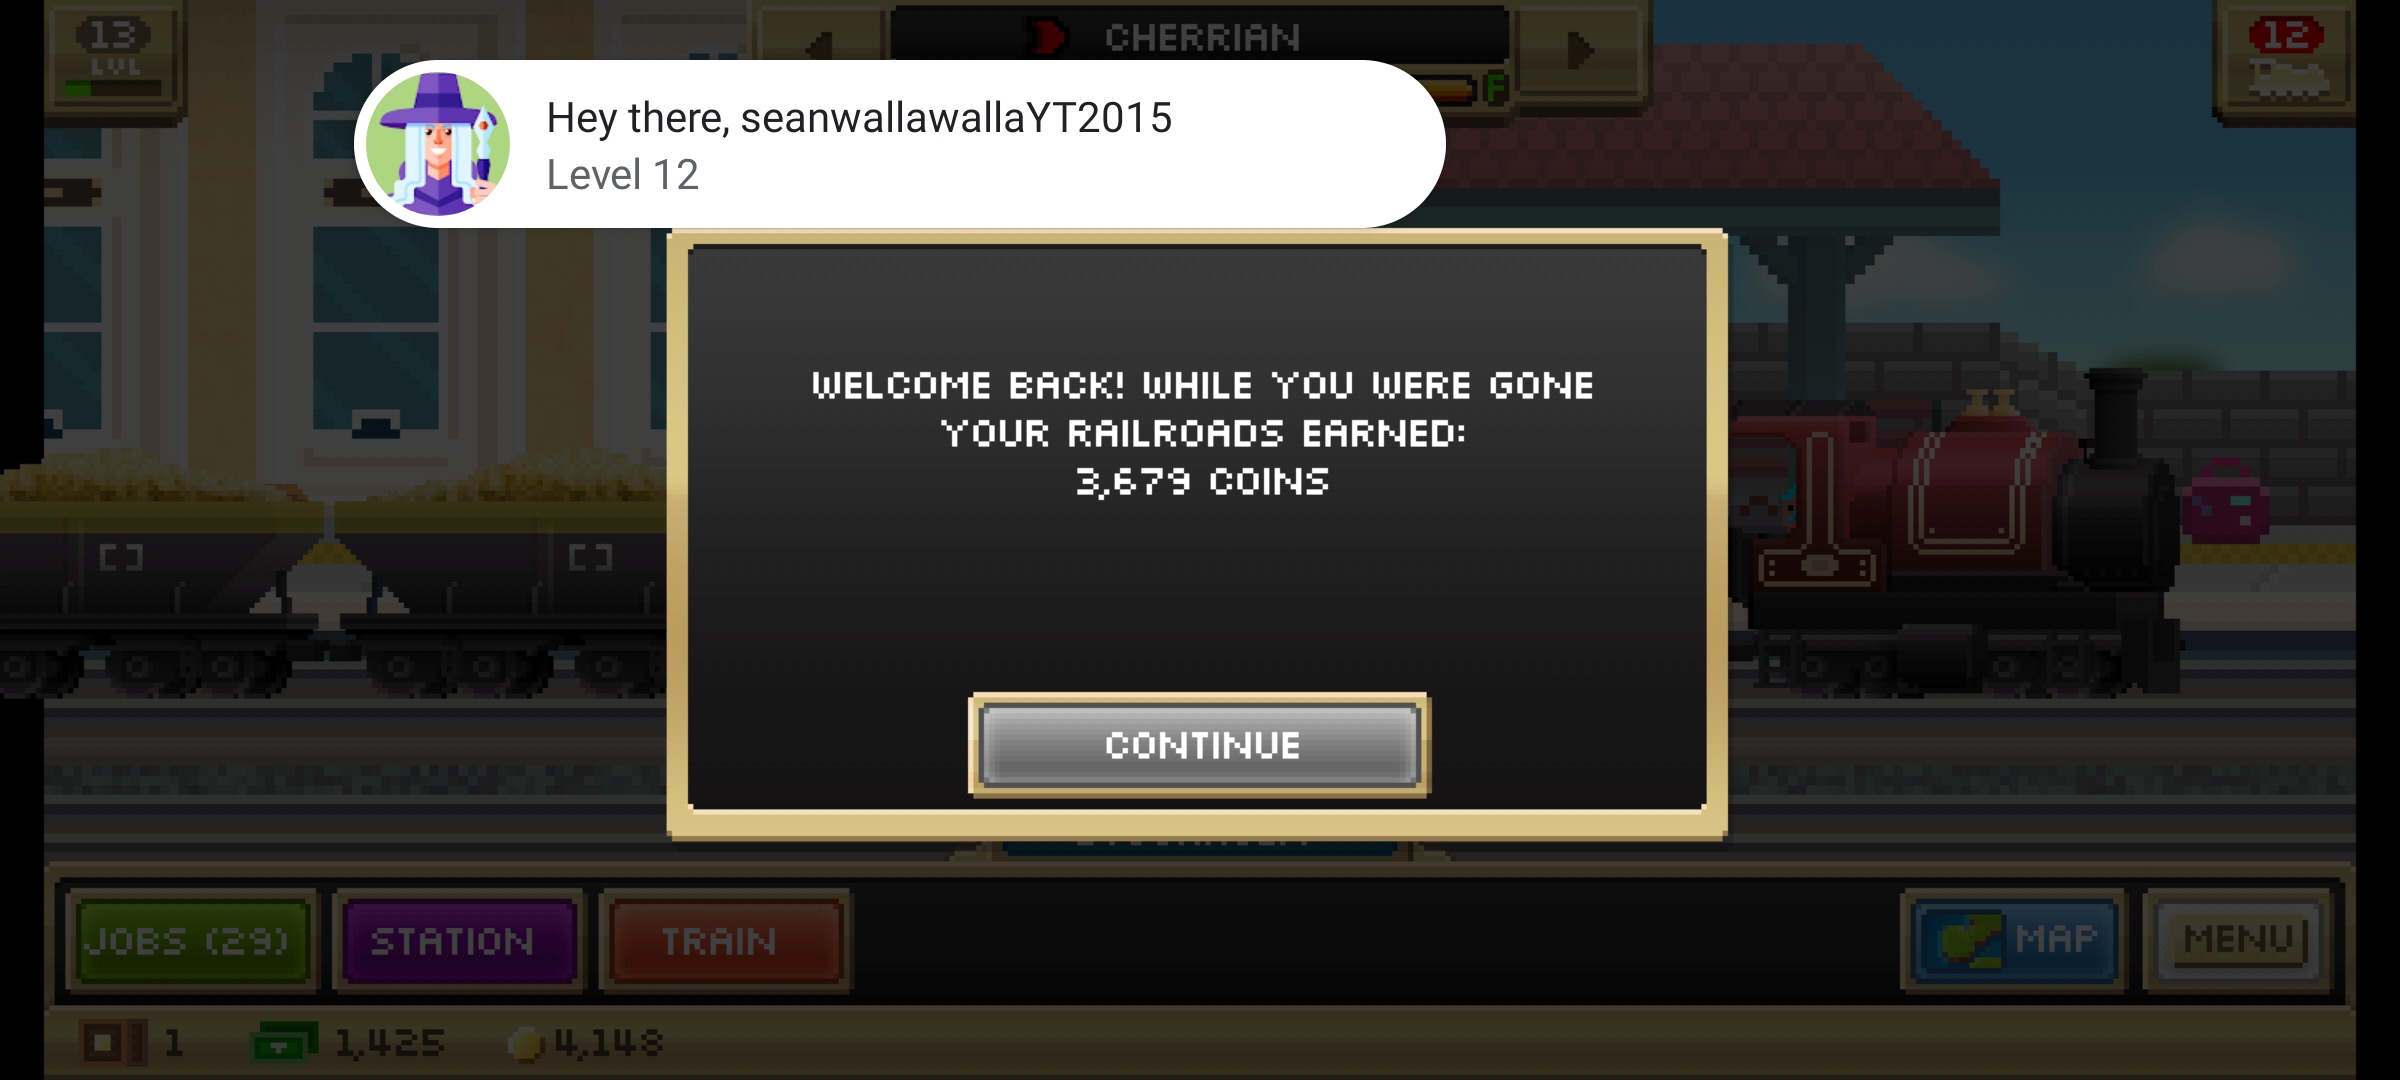 13
LVL
CHERRIAN
F
12
Hey there, seanwallawallaYT2015
Level 12
WELCOME BACK! WHILE YOU WERE GONE
YOUR RAILROADS EARNED:
3,679 COINS
CONTINUE
JOBS (29)
STATION
TRAIN
MAP
MENU
1
1,425
4,148